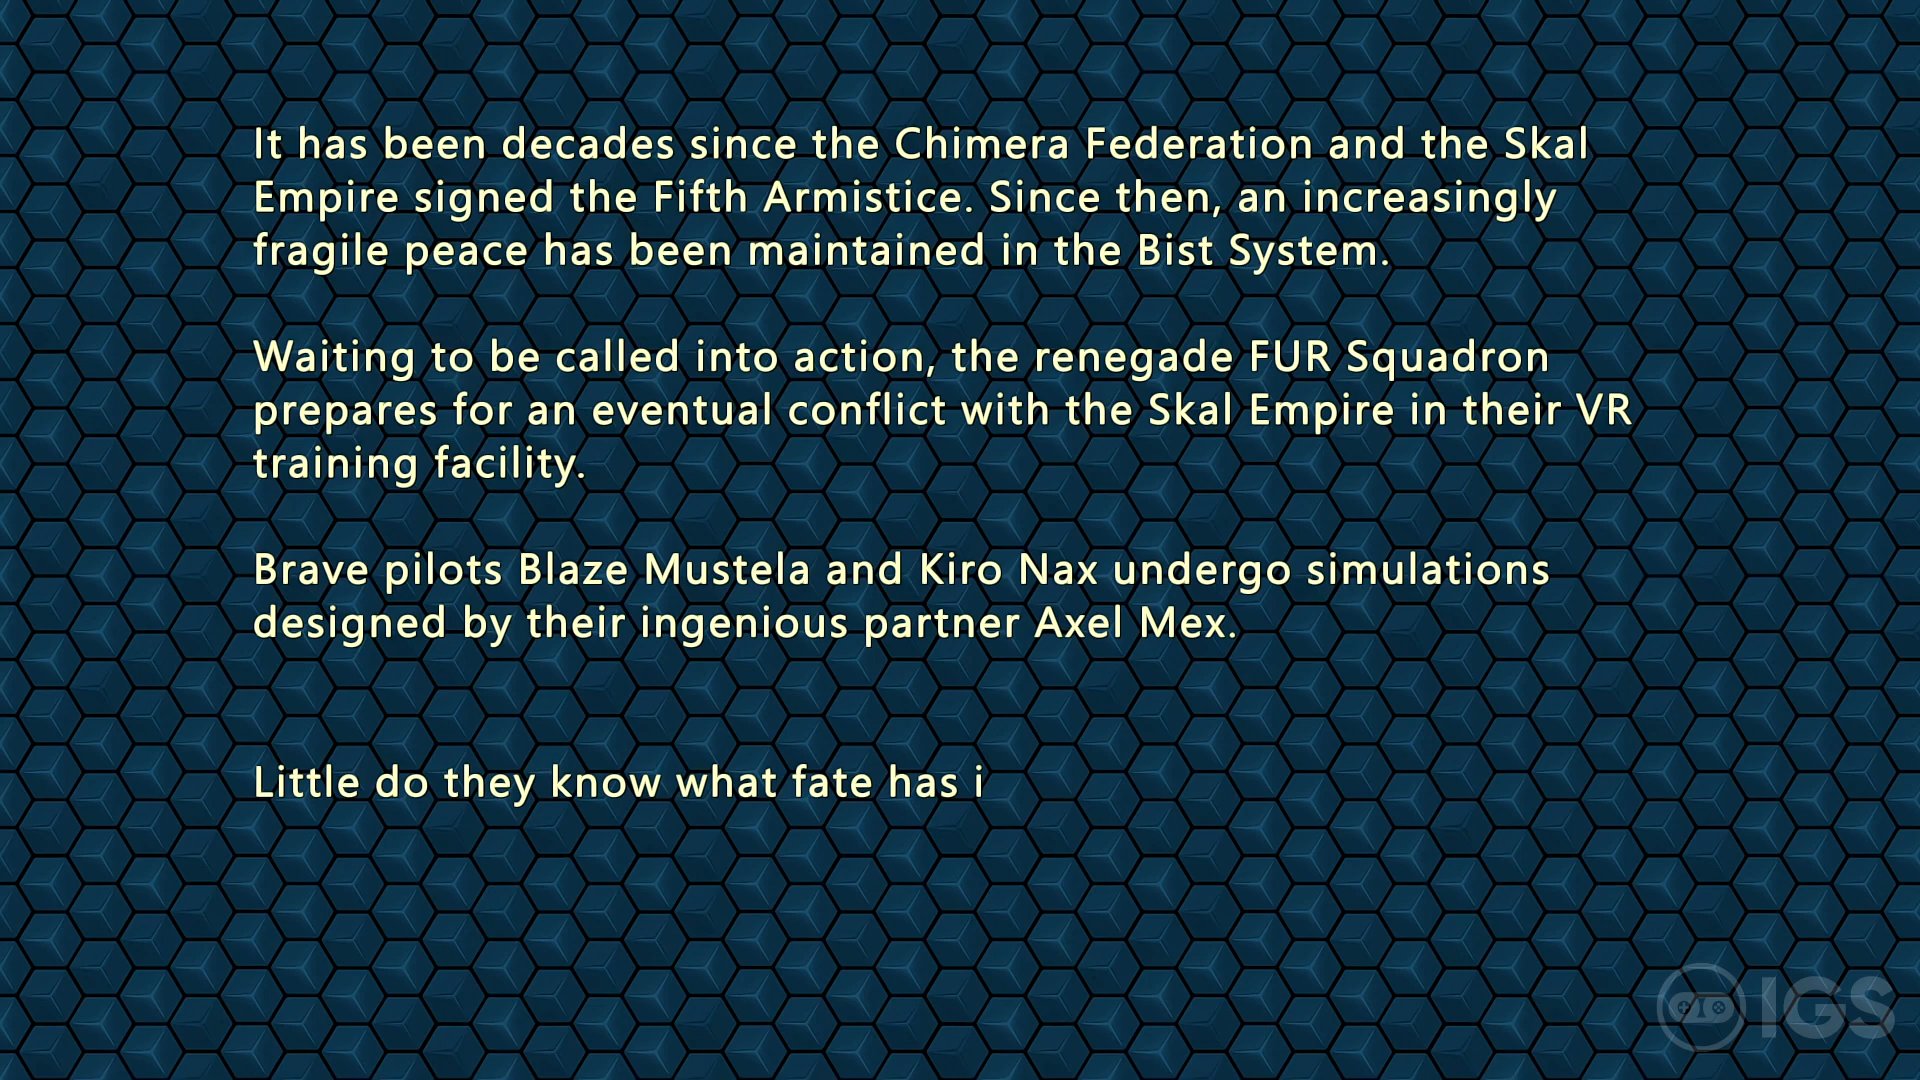 It has been decades since the Chimera Federation and the Skal
Empire signed the Fifth Armistice. Since then, an increasingly
fragile peace has been maintained in the Bist System.
Waiting to be called into action, the renegade FUR Squadron
prepares for an eventual conflict with the Skal Empire in their VR
training facility.
Brave pilots Blaze Mustela and Kiro Nax undergo simulations
designed by their ingenious partner Axel Mex.
Little do they know what fate has i
IGS